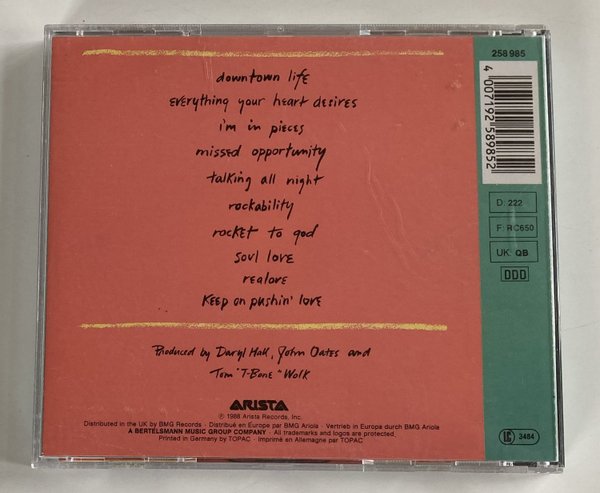 downtown life
everything your heart desires
i'm in pieces
missed opportunity
talking all night
rockability
rocket to god
soul love
realove
keep on pushin' love
Produced by Daryl Hall, John Oates and
Tom "T-Bone" Wolk
ARISTA
℗ 1988 Arista Records, Inc.
Distributed in the UK by BMG Records · Distribué en Europe par BMG Ariola · Vertrieb in Europa durch BMG Ariola
A BERTELSMANN MUSIC GROUP COMPANY · All trademarks and logos are protected.
Printed in Germany by TOPAC · Imprimé en Allemagne par TOPAC
258 985
4 007192 589852
D: 222
F: RC650
UK: QB
DDD
LC 3484